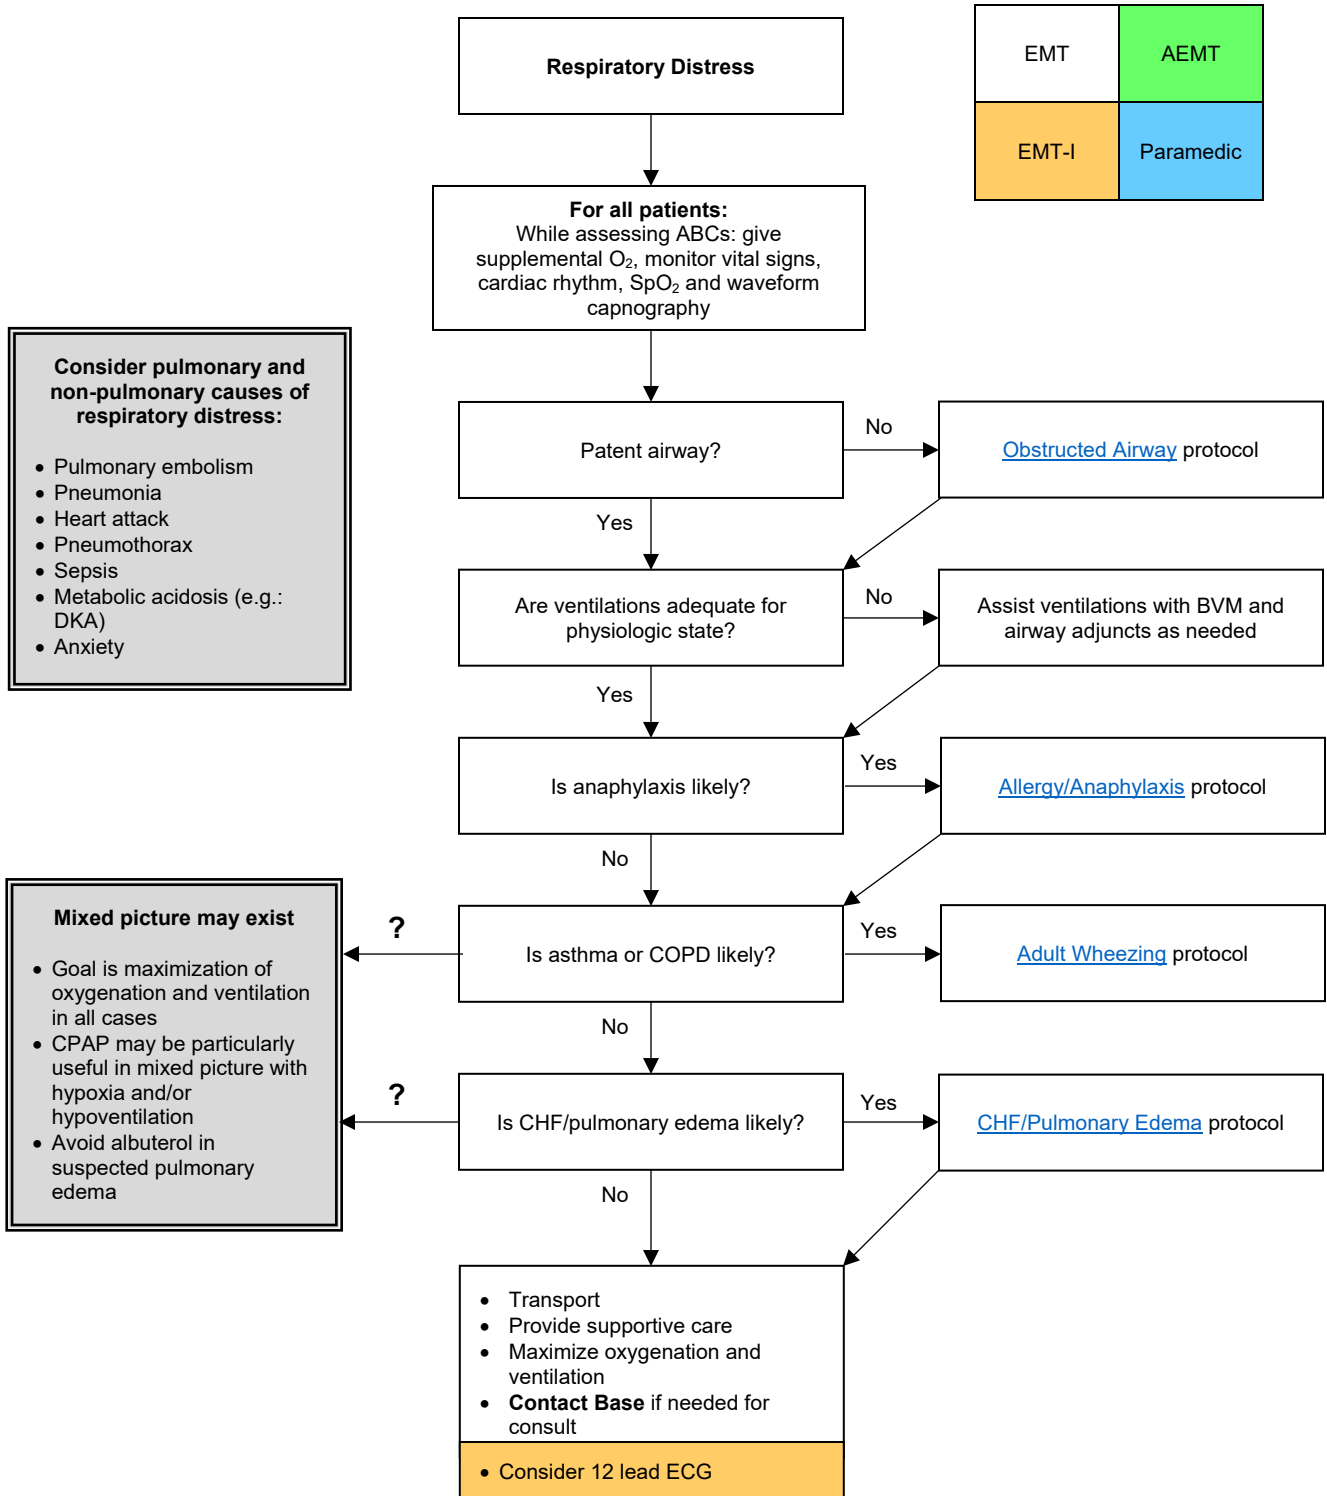 Respiratory Distress
EMT
AEMT
EMT-I
Paramedic
For all patients:
While assessing ABCs: give
supplemental O₂, monitor vital signs,
cardiac rhythm, SpO₂ and waveform
capnography
Consider pulmonary and
non-pulmonary causes of
respiratory distress:
• Pulmonary embolism
• Pneumonia
• Heart attack
• Pneumothorax
• Sepsis
• Metabolic acidosis (e.g.:
DKA)
• Anxiety
Patent airway?
No
Obstructed Airway protocol
Yes
Are ventilations adequate for
physiologic state?
No
Assist ventilations with BVM and
airway adjuncts as needed
Yes
Is anaphylaxis likely?
Yes
Allergy/Anaphylaxis protocol
No
Mixed picture may exist
• Goal is maximization of
oxygenation and ventilation
in all cases
• CPAP may be particularly
useful in mixed picture with
hypoxia and/or
hypoventilation
• Avoid albuterol in
suspected pulmonary
edema
?
Is asthma or COPD likely?
Yes
Adult Wheezing protocol
No
?
Is CHF/pulmonary edema likely?
Yes
CHF/Pulmonary Edema protocol
No
• Transport
• Provide supportive care
• Maximize oxygenation and
ventilation
• Contact Base if needed for
consult
• Consider 12 lead ECG